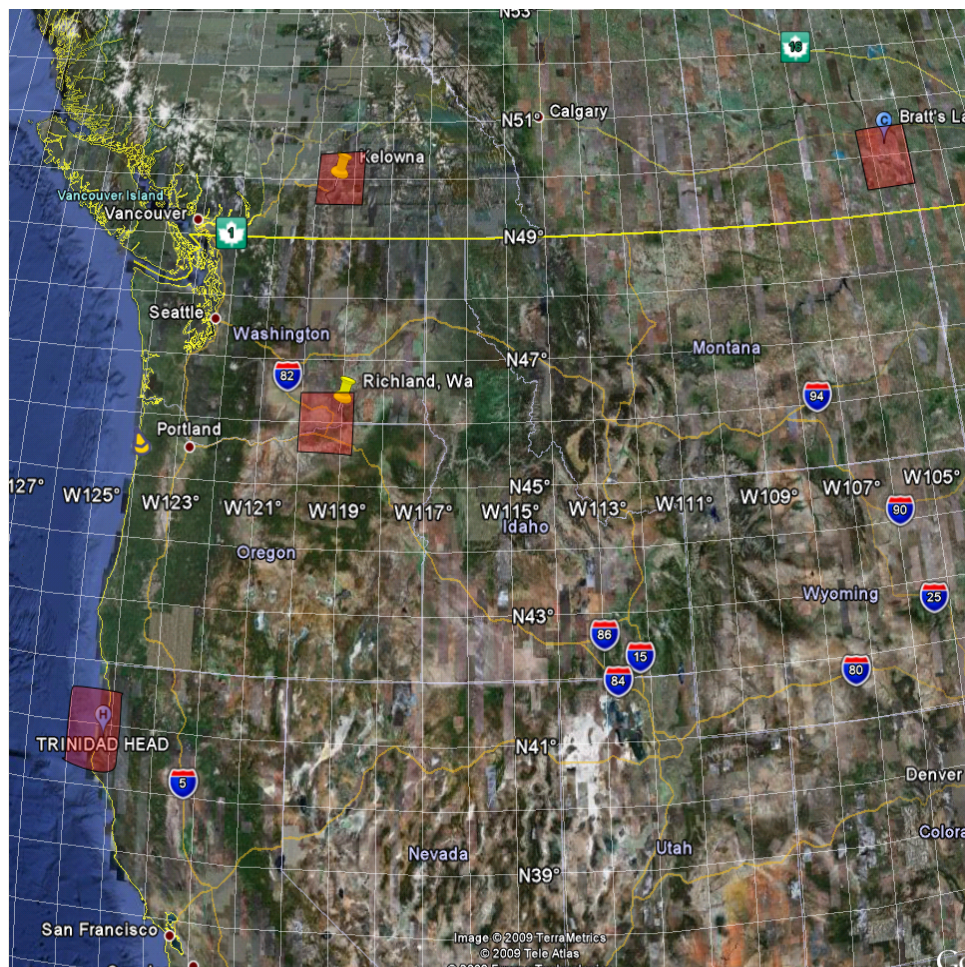 N53°
16
Calgary
N51°
C
Bratt's La
Kelowna
Vancouver Island
Vancouver
1
N49°
Seattle
Washington
N47°
Montana
82
Richland, Wa
94
Portland
N45°
127° W125° W123° W121° W119° W117° W115° W113° W111° W109° W107° W105°
90
Idaho
Oregon
Wyoming
25
N43°
86
15
80
84
H
TRINIDAD HEAD
N41°
5
Denver
Colora
Utah
Nevada
N39°
San Francisco
Image © 2009 TerraMetrics
© 2009 Tele Atlas
Go